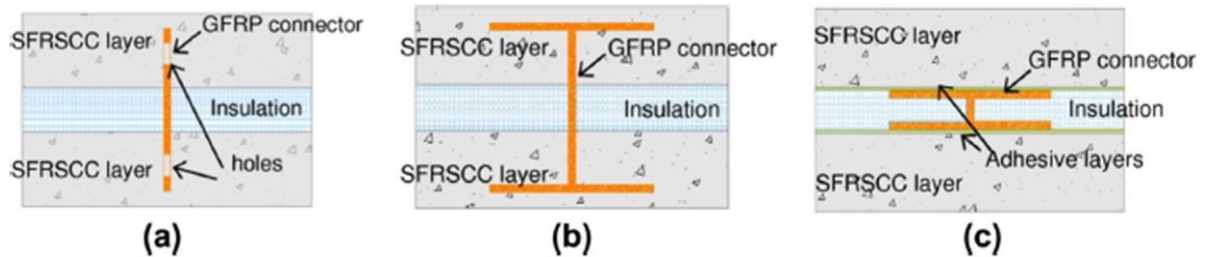 SFRSCC layer
GFRP connector
Insulation
SFRSCC layer
holes
(a)
SFRSCC layer
GFRP connector
Insulation
SFRSCC layer
(b)
SFRSCC layer
GFRP connector
Insulation
Adhesive layers
SFRSCC layer
(c)